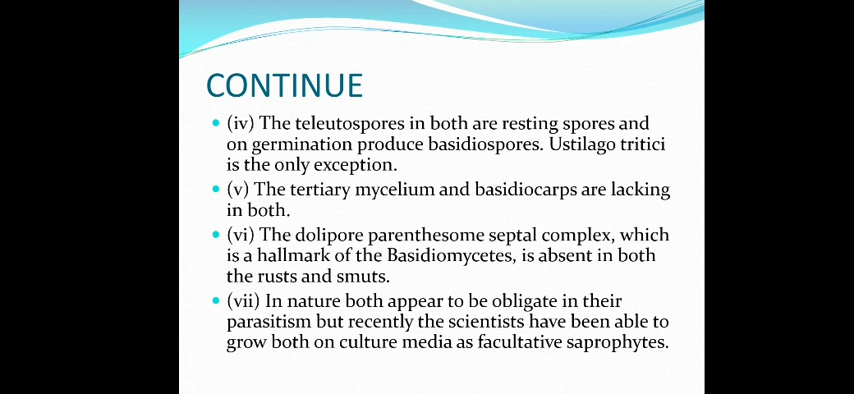 CONTINUE
• (iv) The teleutospores in both are resting spores and
on germination produce basidiospores. Ustilago tritici
is the only exception.
• (v) The tertiary mycelium and basidiocarps are lacking
in both.
• (vi) The dolipore parenthesome septal complex, which
is a hallmark of the Basidiomycetes, is absent in both
the rusts and smuts.
• (vii) In nature both appear to be obligate in their
parasitism but recently the scientists have been able to
grow both on culture media as facultative saprophytes.